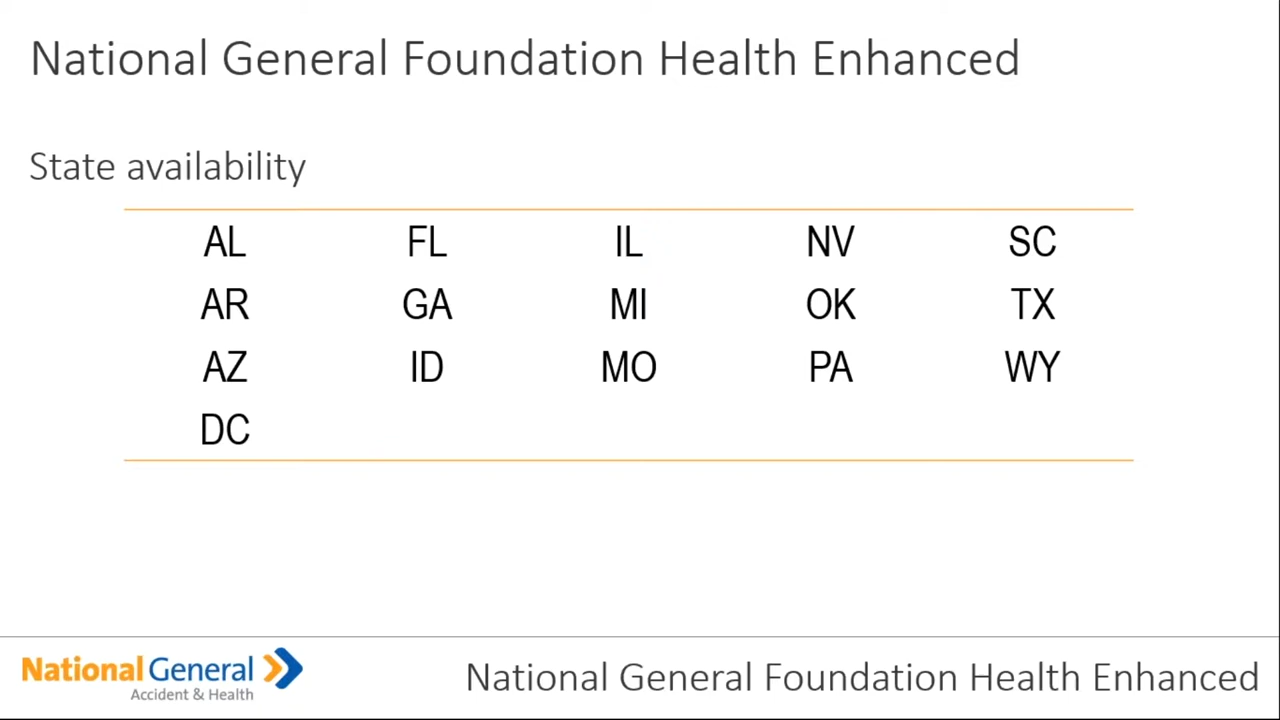 National General Foundation Health Enhanced
State availability
AL FL IL NV SC
AR GA MI OK TX
AZ ID MO PA WY
DC
National General
Accident & Health
National General Foundation Health Enhanced